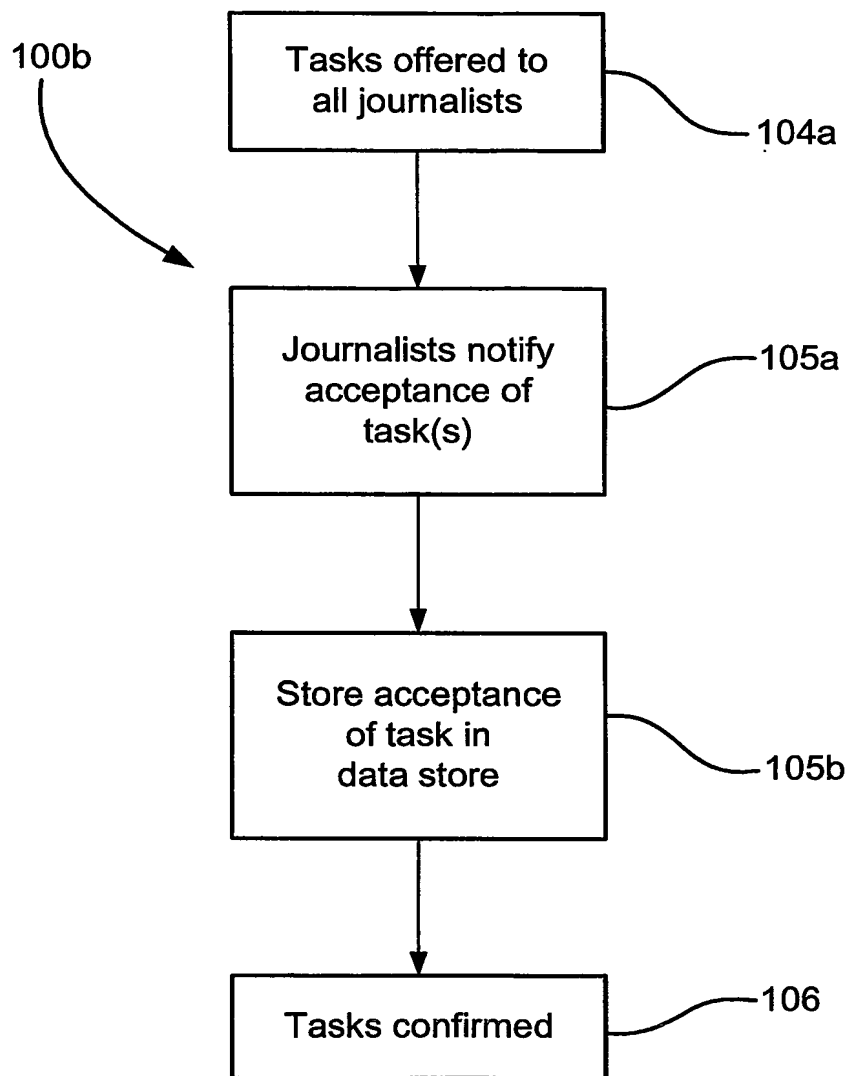 100b
Tasks offered to
all journalists
104a
Journalists notify
acceptance of
task(s)
105a
Store acceptance
of task in
data store
105b
Tasks confirmed
106